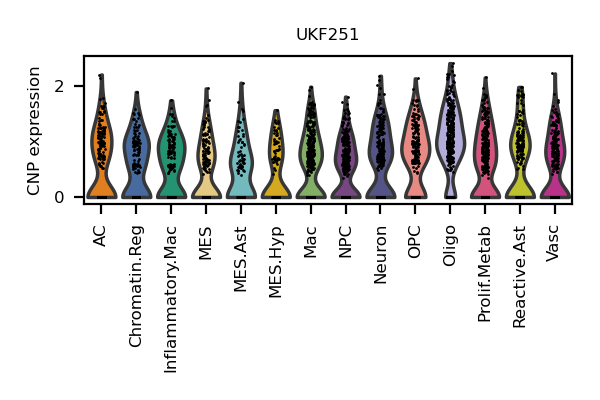 UKF251
CNP expression
2
0
AC
Chromatin.Reg
Inflammatory.Mac
MES
MES.Ast
MES.Hyp
Mac
NPC
Neuron
OPC
Oligo
Prolif.Metab
Reactive.Ast
Vasc